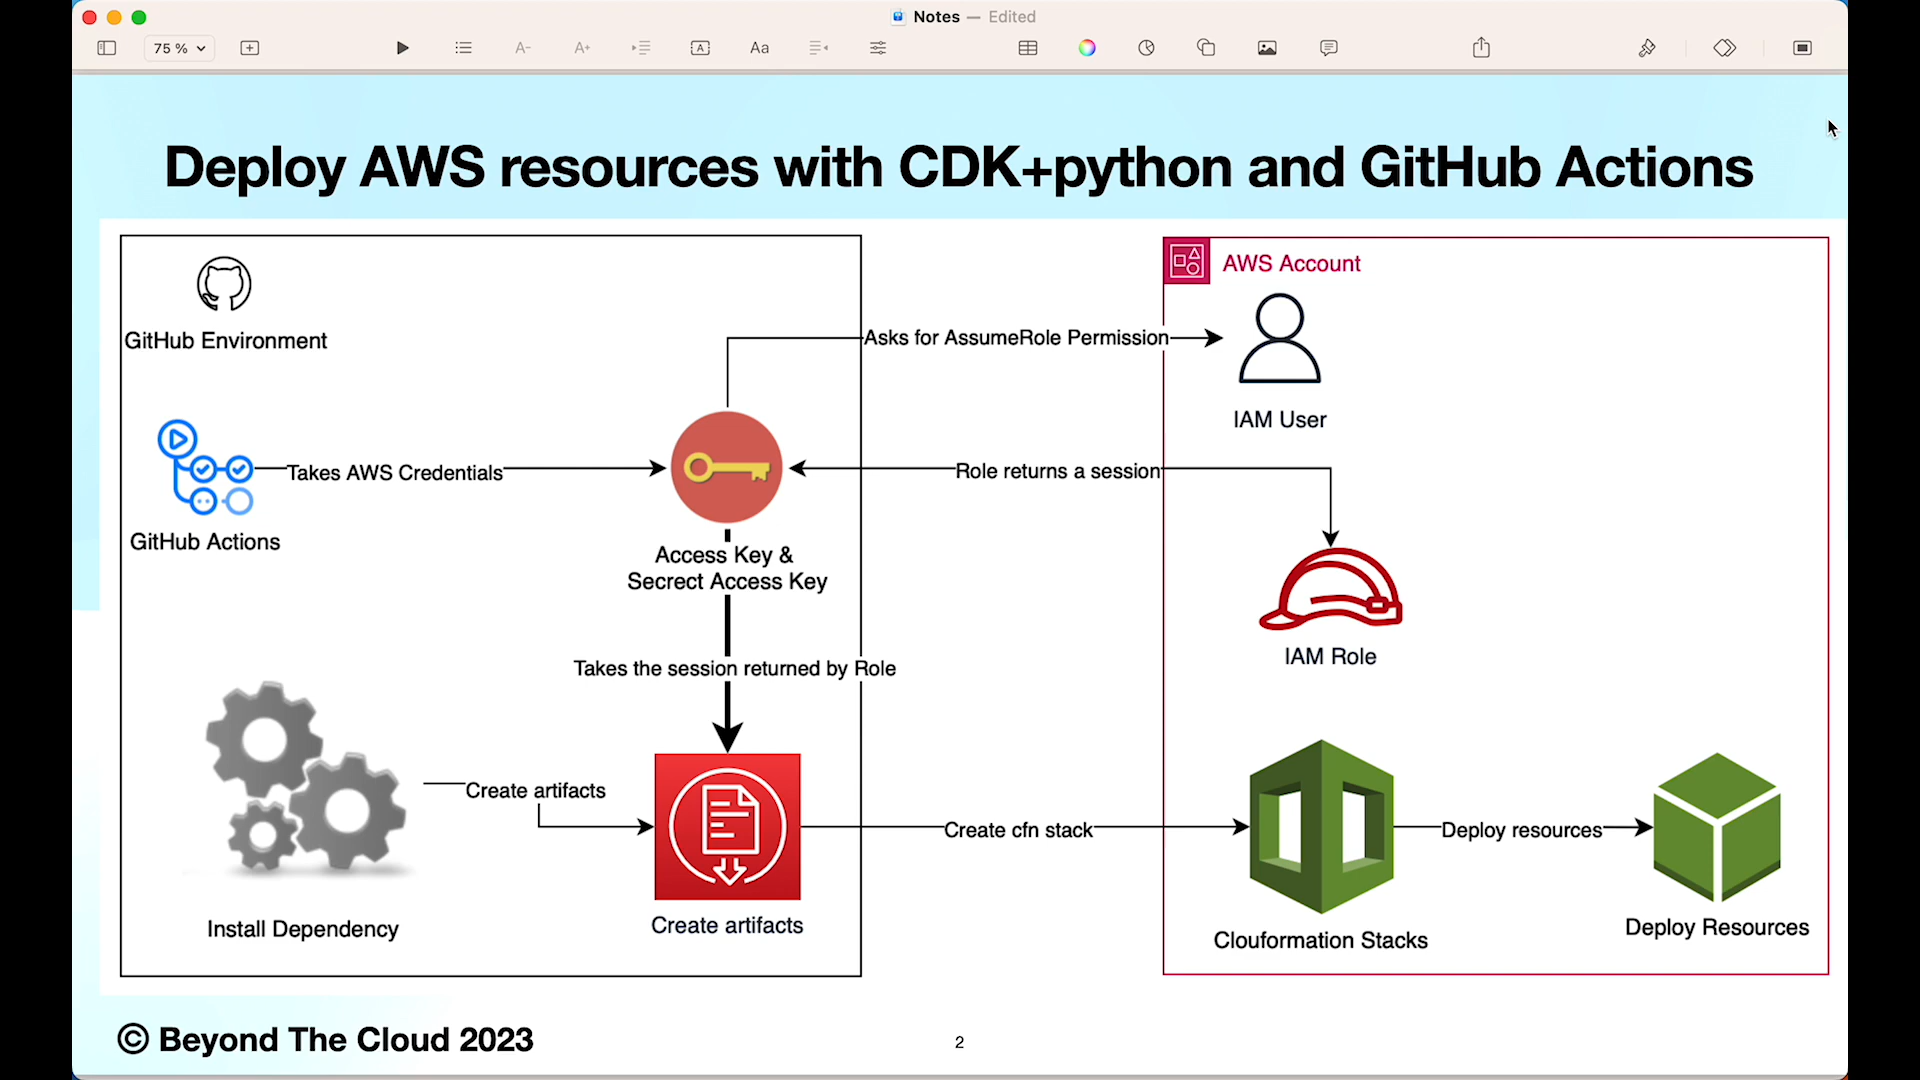 Notes — Edited
75 %
A-
A+
A
Aa
Deploy AWS resources with CDK+python and GitHub Actions
GitHub Environment
AWS Account
Asks for AssumeRole Permission
IAM User
Takes AWS Credentials
Role returns a session
GitHub Actions
Access Key &
Secrect Access Key
IAM Role
Takes the session returned by Role
Create artifacts
Create cfn stack
Deploy resources
Install Dependency
Create artifacts
Clouformation Stacks
Deploy Resources
© Beyond The Cloud 2023
2